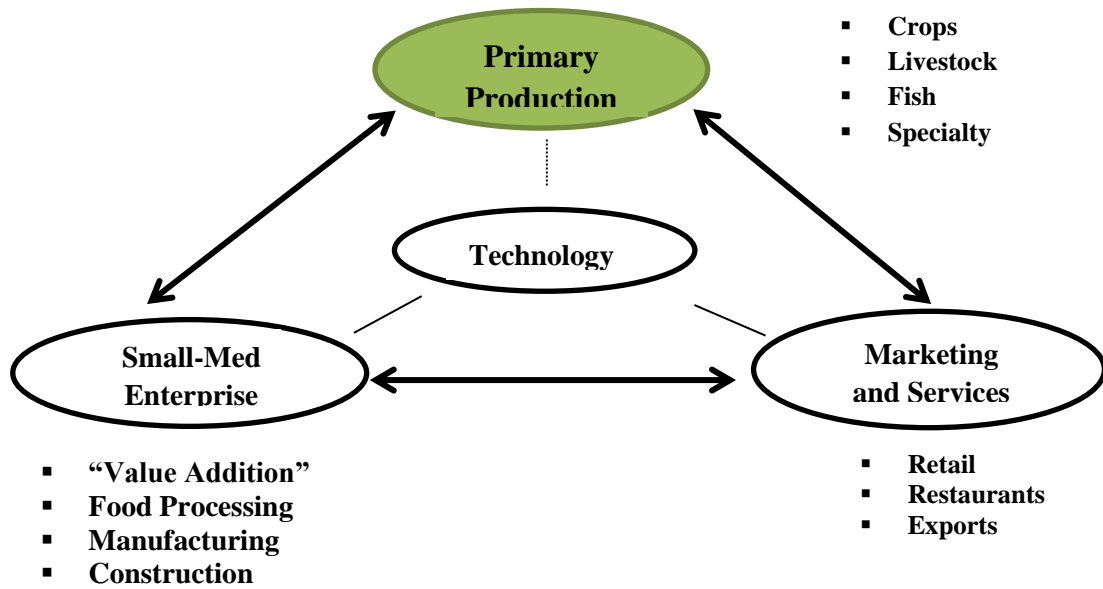 Primary
Production
▪ Crops
▪ Livestock
▪ Fish
▪ Specialty
Technology
Small-Med
Enterprise
Marketing
and Services
▪ “Value Addition”
▪ Food Processing
▪ Manufacturing
▪ Construction
▪ Retail
▪ Restaurants
▪ Exports